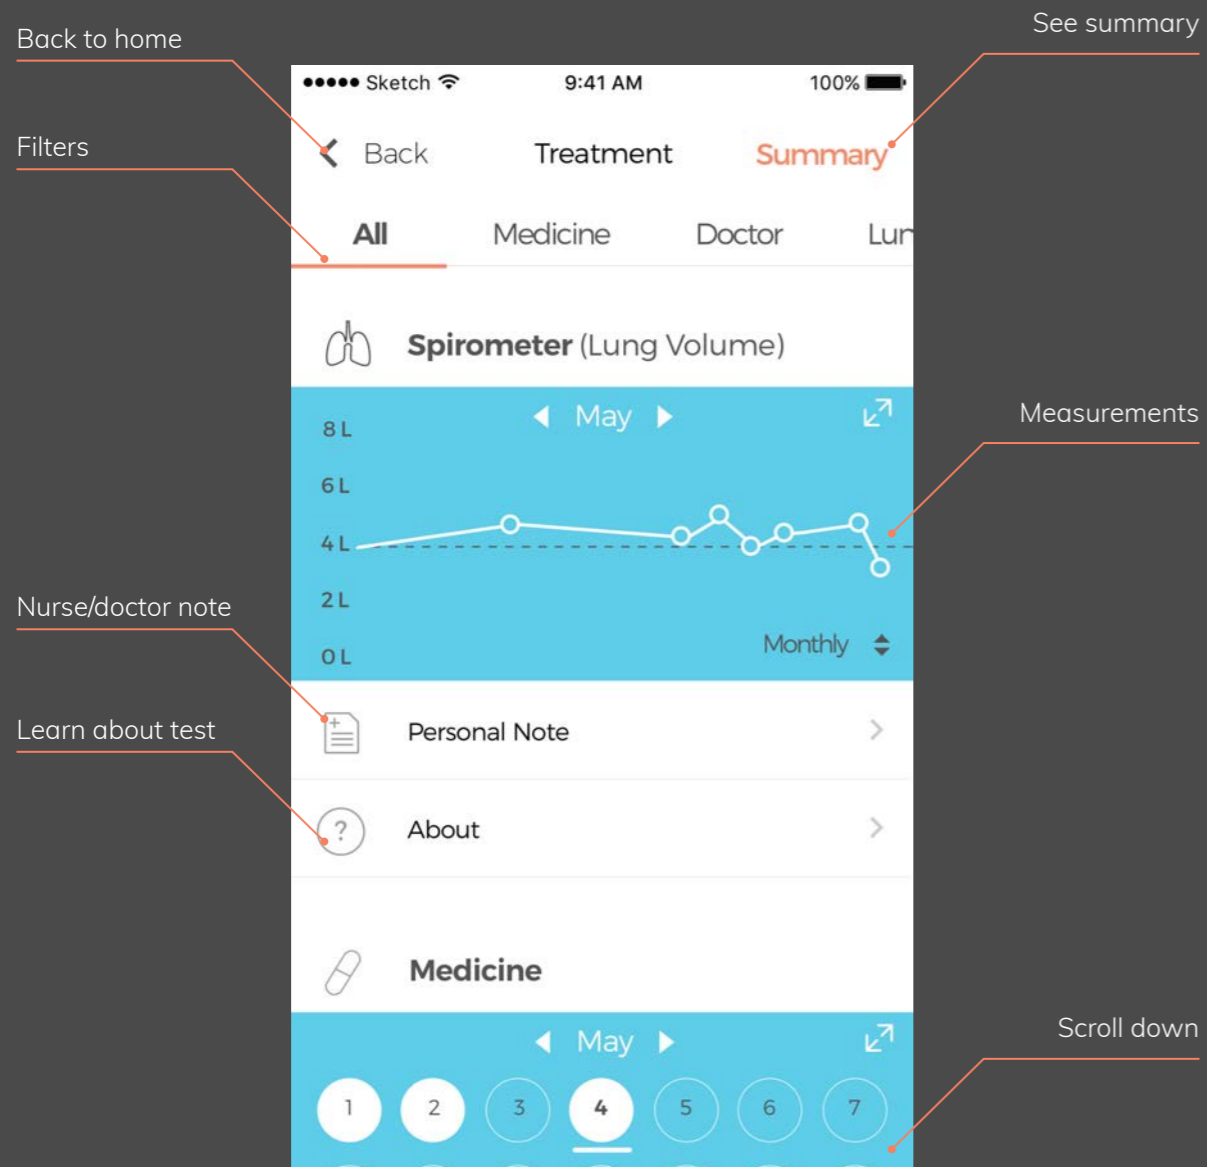 Back to home
See summary
Sketch 9:41 AM 100%
Filters
Back Treatment Summary
All Medicine Doctor Lun
Spirometer (Lung Volume)
May
Measurements
8 L
6 L
4 L
2 L
Nurse/doctor note
Monthly
0 L
Learn about test
Personal Note
?
About
Medicine
Scroll down
May
1 2 3 4 5 6 7